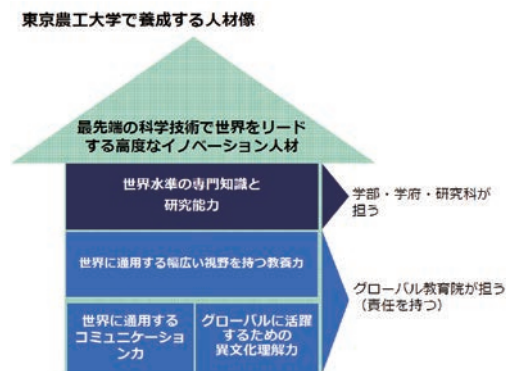 東京農工大学で養成する人材像
最先端の科学技術で世界をリード
する高度なイノベーション人材
世界水準の専門知識と
研究能力
学部・学府・研究科が
担う
世界に通用する幅広い視野を持つ教養力
グローバル教育院が担う
（責任を持つ）
世界に通用する
コミュニケーショ
ン力
グローバルに活躍
するための
異文化理解力